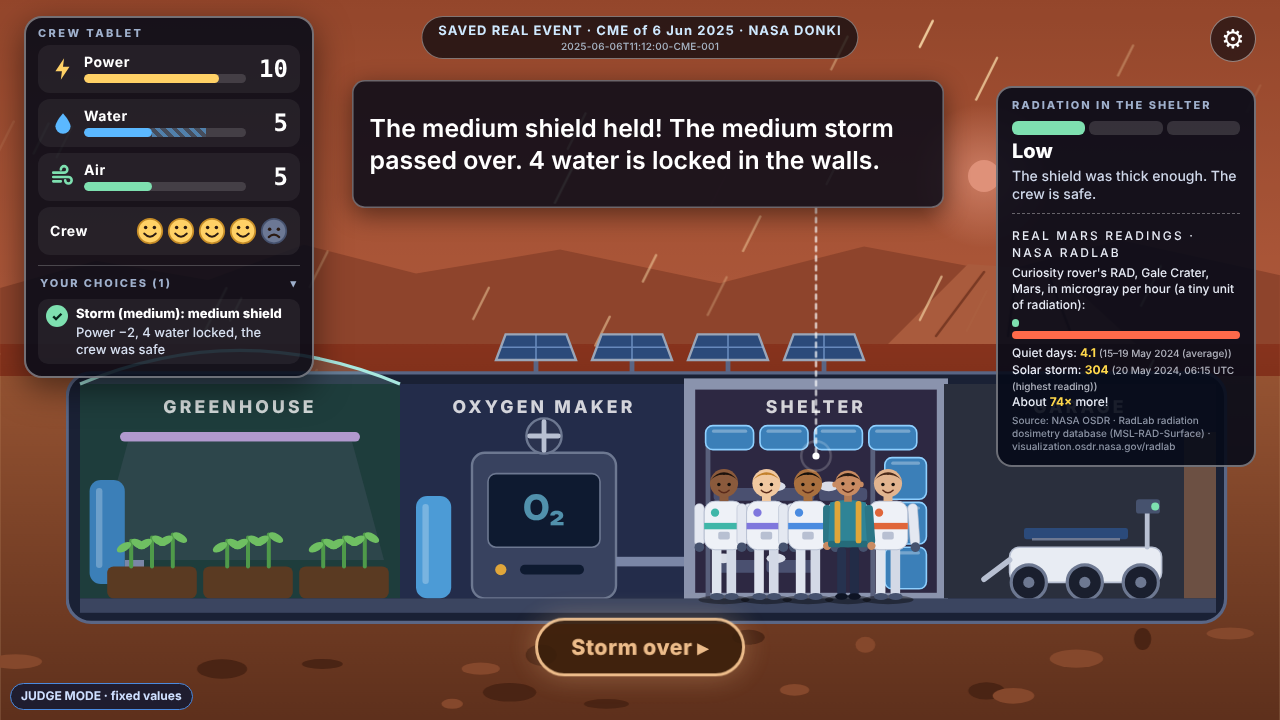 CREW TABLET
Power
10
Water
5
Air
5
Crew
YOUR CHOICES (1)
Storm (medium): medium shield
Power −2, 4 water locked, the
crew was safe
SAVED REAL EVENT · CME of 6 Jun 2025 · NASA DONKI
2025-06-06T11:12:00-CME-001
The medium shield held! The medium storm
passed over. 4 water is locked in the walls.
RADIATION IN THE SHELTER
Low
The shield was thick enough. The
crew is safe.
REAL MARS READINGS ·
NASA RADLAB
Curiosity rover's RAD, Gale Crater,
Mars, in microgray per hour (a tiny unit
of radiation):
Quiet days: 4.1 (15–19 May 2024 (average))
Solar storm: 304 (20 May 2024, 06:15 UTC
(highest reading))
About 74× more!
Source: NASA OSDR · RadLab radiation
dosimetry database (MSL-RAD-Surface) ·
visualization.osdr.nasa.gov/radlab
GREENHOUSE
OXYGEN MAKER
SHELTER
GARAGE
O₂
Storm over ▸
JUDGE MODE · fixed values